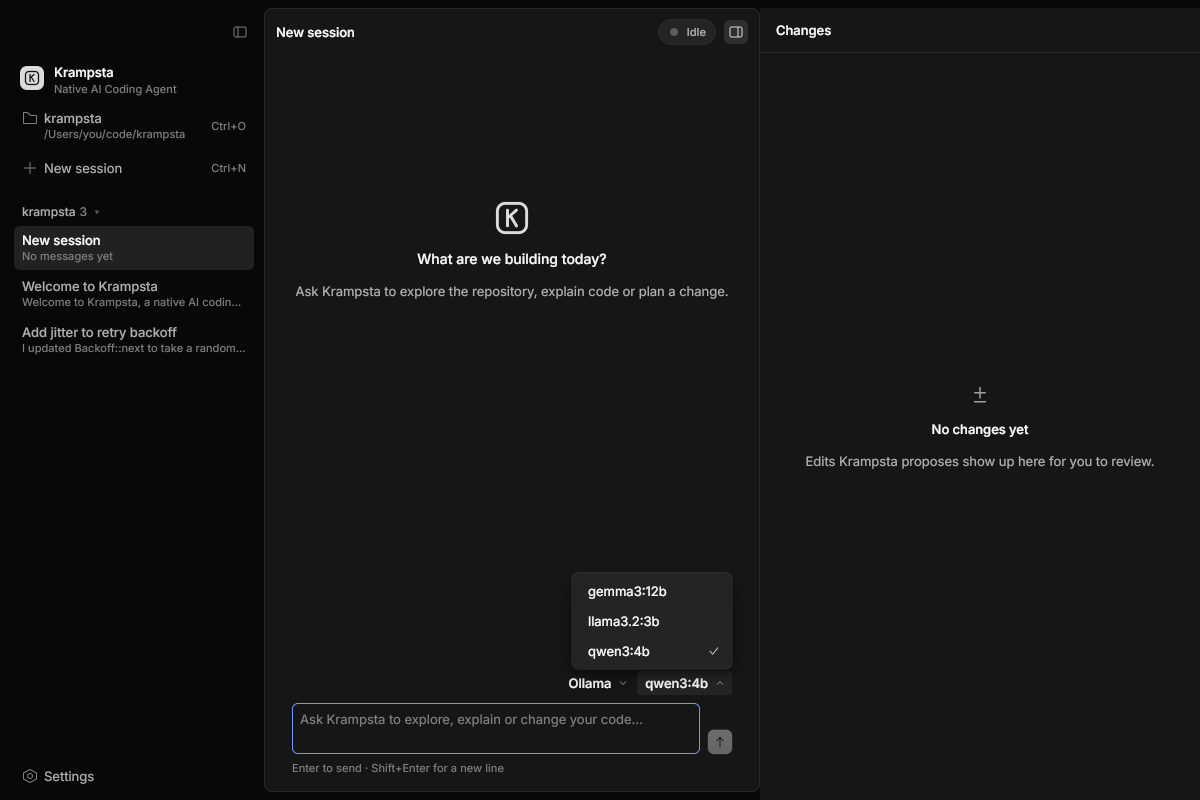 Krampsta
Native AI Coding Agent
krampsta
/Users/you/code/krampsta
Ctrl+O
New session
Ctrl+N
krampsta 3
New session
No messages yet
Welcome to Krampsta
Welcome to Krampsta, a native AI codin...
Add jitter to retry backoff
I updated Backoff::next to take a random...
Settings
New session
Idle
K
What are we building today?
Ask Krampsta to explore the repository, explain code or plan a change.
gemma3:12b
llama3.2:3b
qwen3:4b
Ollama
qwen3:4b
Ask Krampsta to explore, explain or change your code...
Enter to send · Shift+Enter for a new line
Changes
No changes yet
Edits Krampsta proposes show up here for you to review.